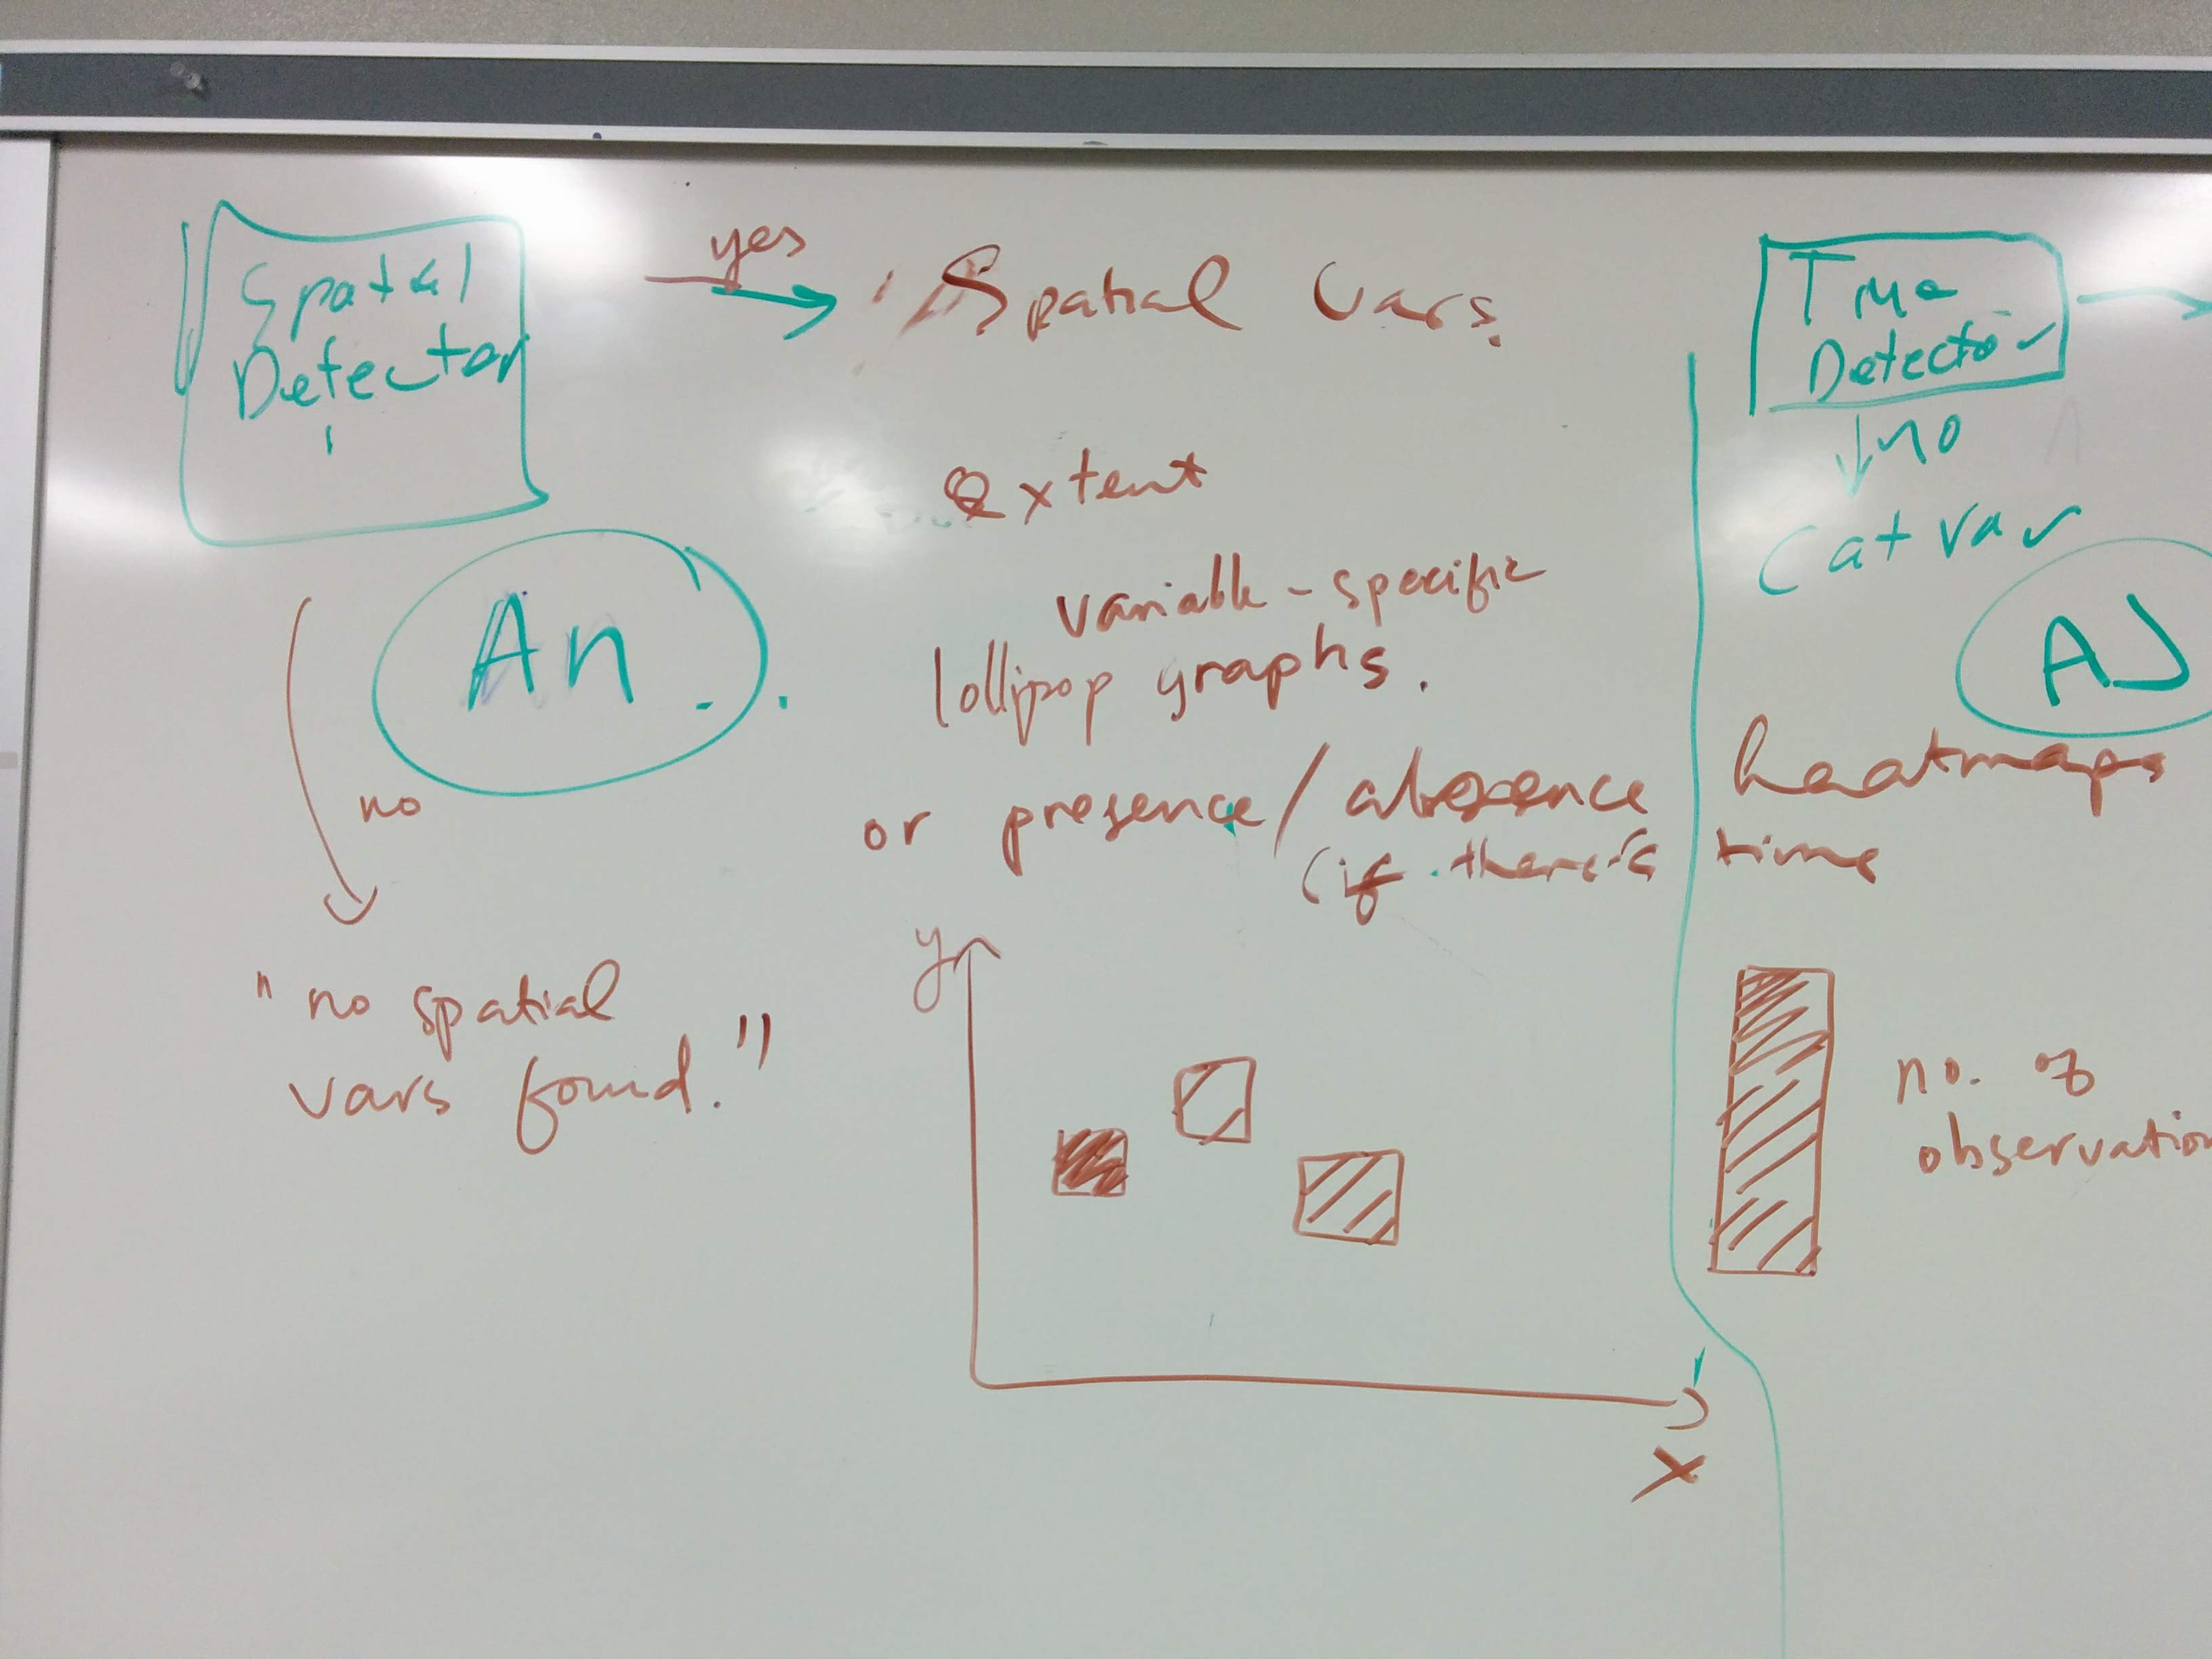 Spatial
Detector
yes
Spatial Vars.
extent
variable-specific
lollipop graphs.
or presence/absence heatmaps
(if there's time
An.
no
"no spatial
vars found."
y
x
Time
Detector
no
Cat var
AJ
no. of
observation